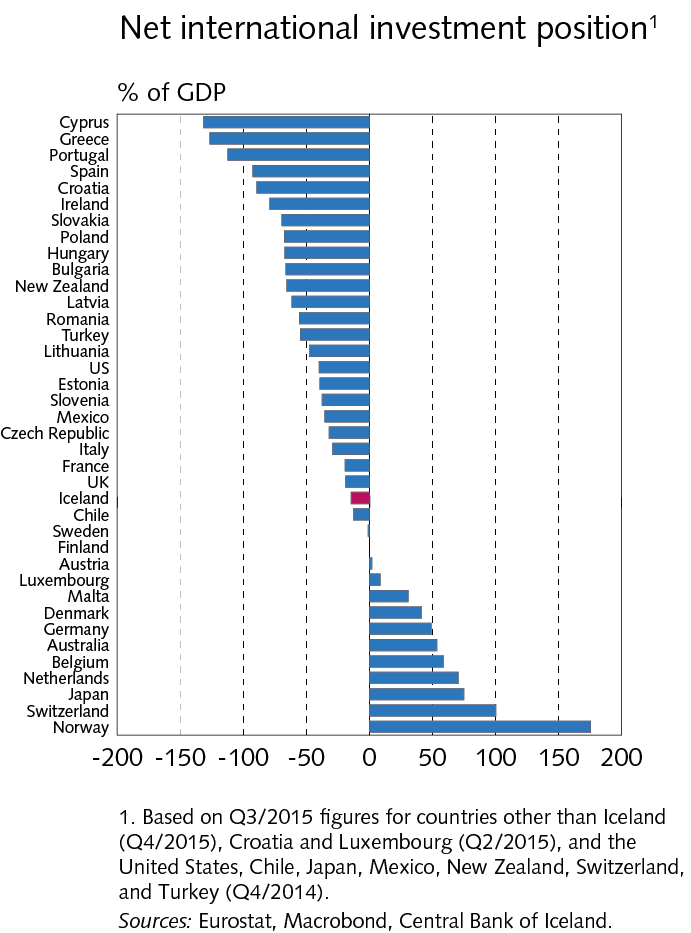 Net international investment position¹
% of GDP
Cyprus
Greece
Portugal
Spain
Croatia
Ireland
Slovakia
Poland
Hungary
Bulgaria
New Zealand
Latvia
Romania
Turkey
Lithuania
US
Estonia
Slovenia
Mexico
Czech Republic
Italy
France
UK
Iceland
Chile
Sweden
Finland
Austria
Luxembourg
Malta
Denmark
Germany
Australia
Belgium
Netherlands
Japan
Switzerland
Norway
-200 -150 -100 -50 0 50 100 150 200
1. Based on Q3/2015 figures for countries other than Iceland
(Q4/2015), Croatia and Luxembourg (Q2/2015), and the
United States, Chile, Japan, Mexico, New Zealand, Switzerland,
and Turkey (Q4/2014).
Sources: Eurostat, Macrobond, Central Bank of Iceland.